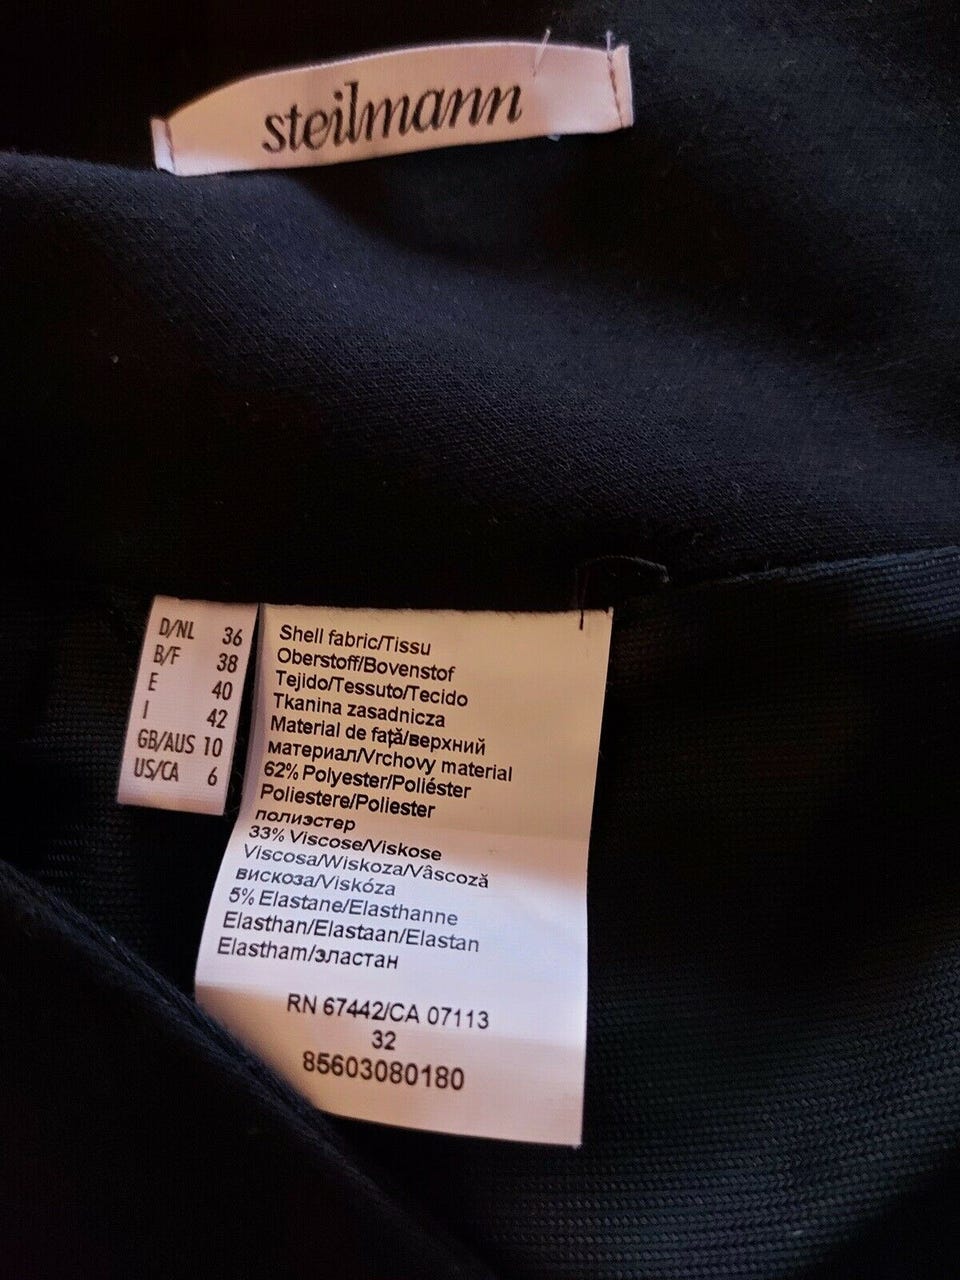 steilmann
D/NL 36
B/F 38
E 40
I 42
GB/AUS 10
US/CA 6
Shell fabric/Tissu
Oberstoff/Bovenstof
Tejido/Tessuto/Tecido
Tkanina zasadnicza
Material de față/верхний
материал/Vrchovy material
62% Polyester/Poliéster
Poliestere/Poliester
полиэстер
33% Viscose/Viskose
Viscosa/Wiskoza/Vâscoză
вискоза/Viskóza
5% Elastane/Elasthanne
Elasthan/Elastaan/Elastan
Elastham/эластан
RN 67442/CA 07113
32
85603080180